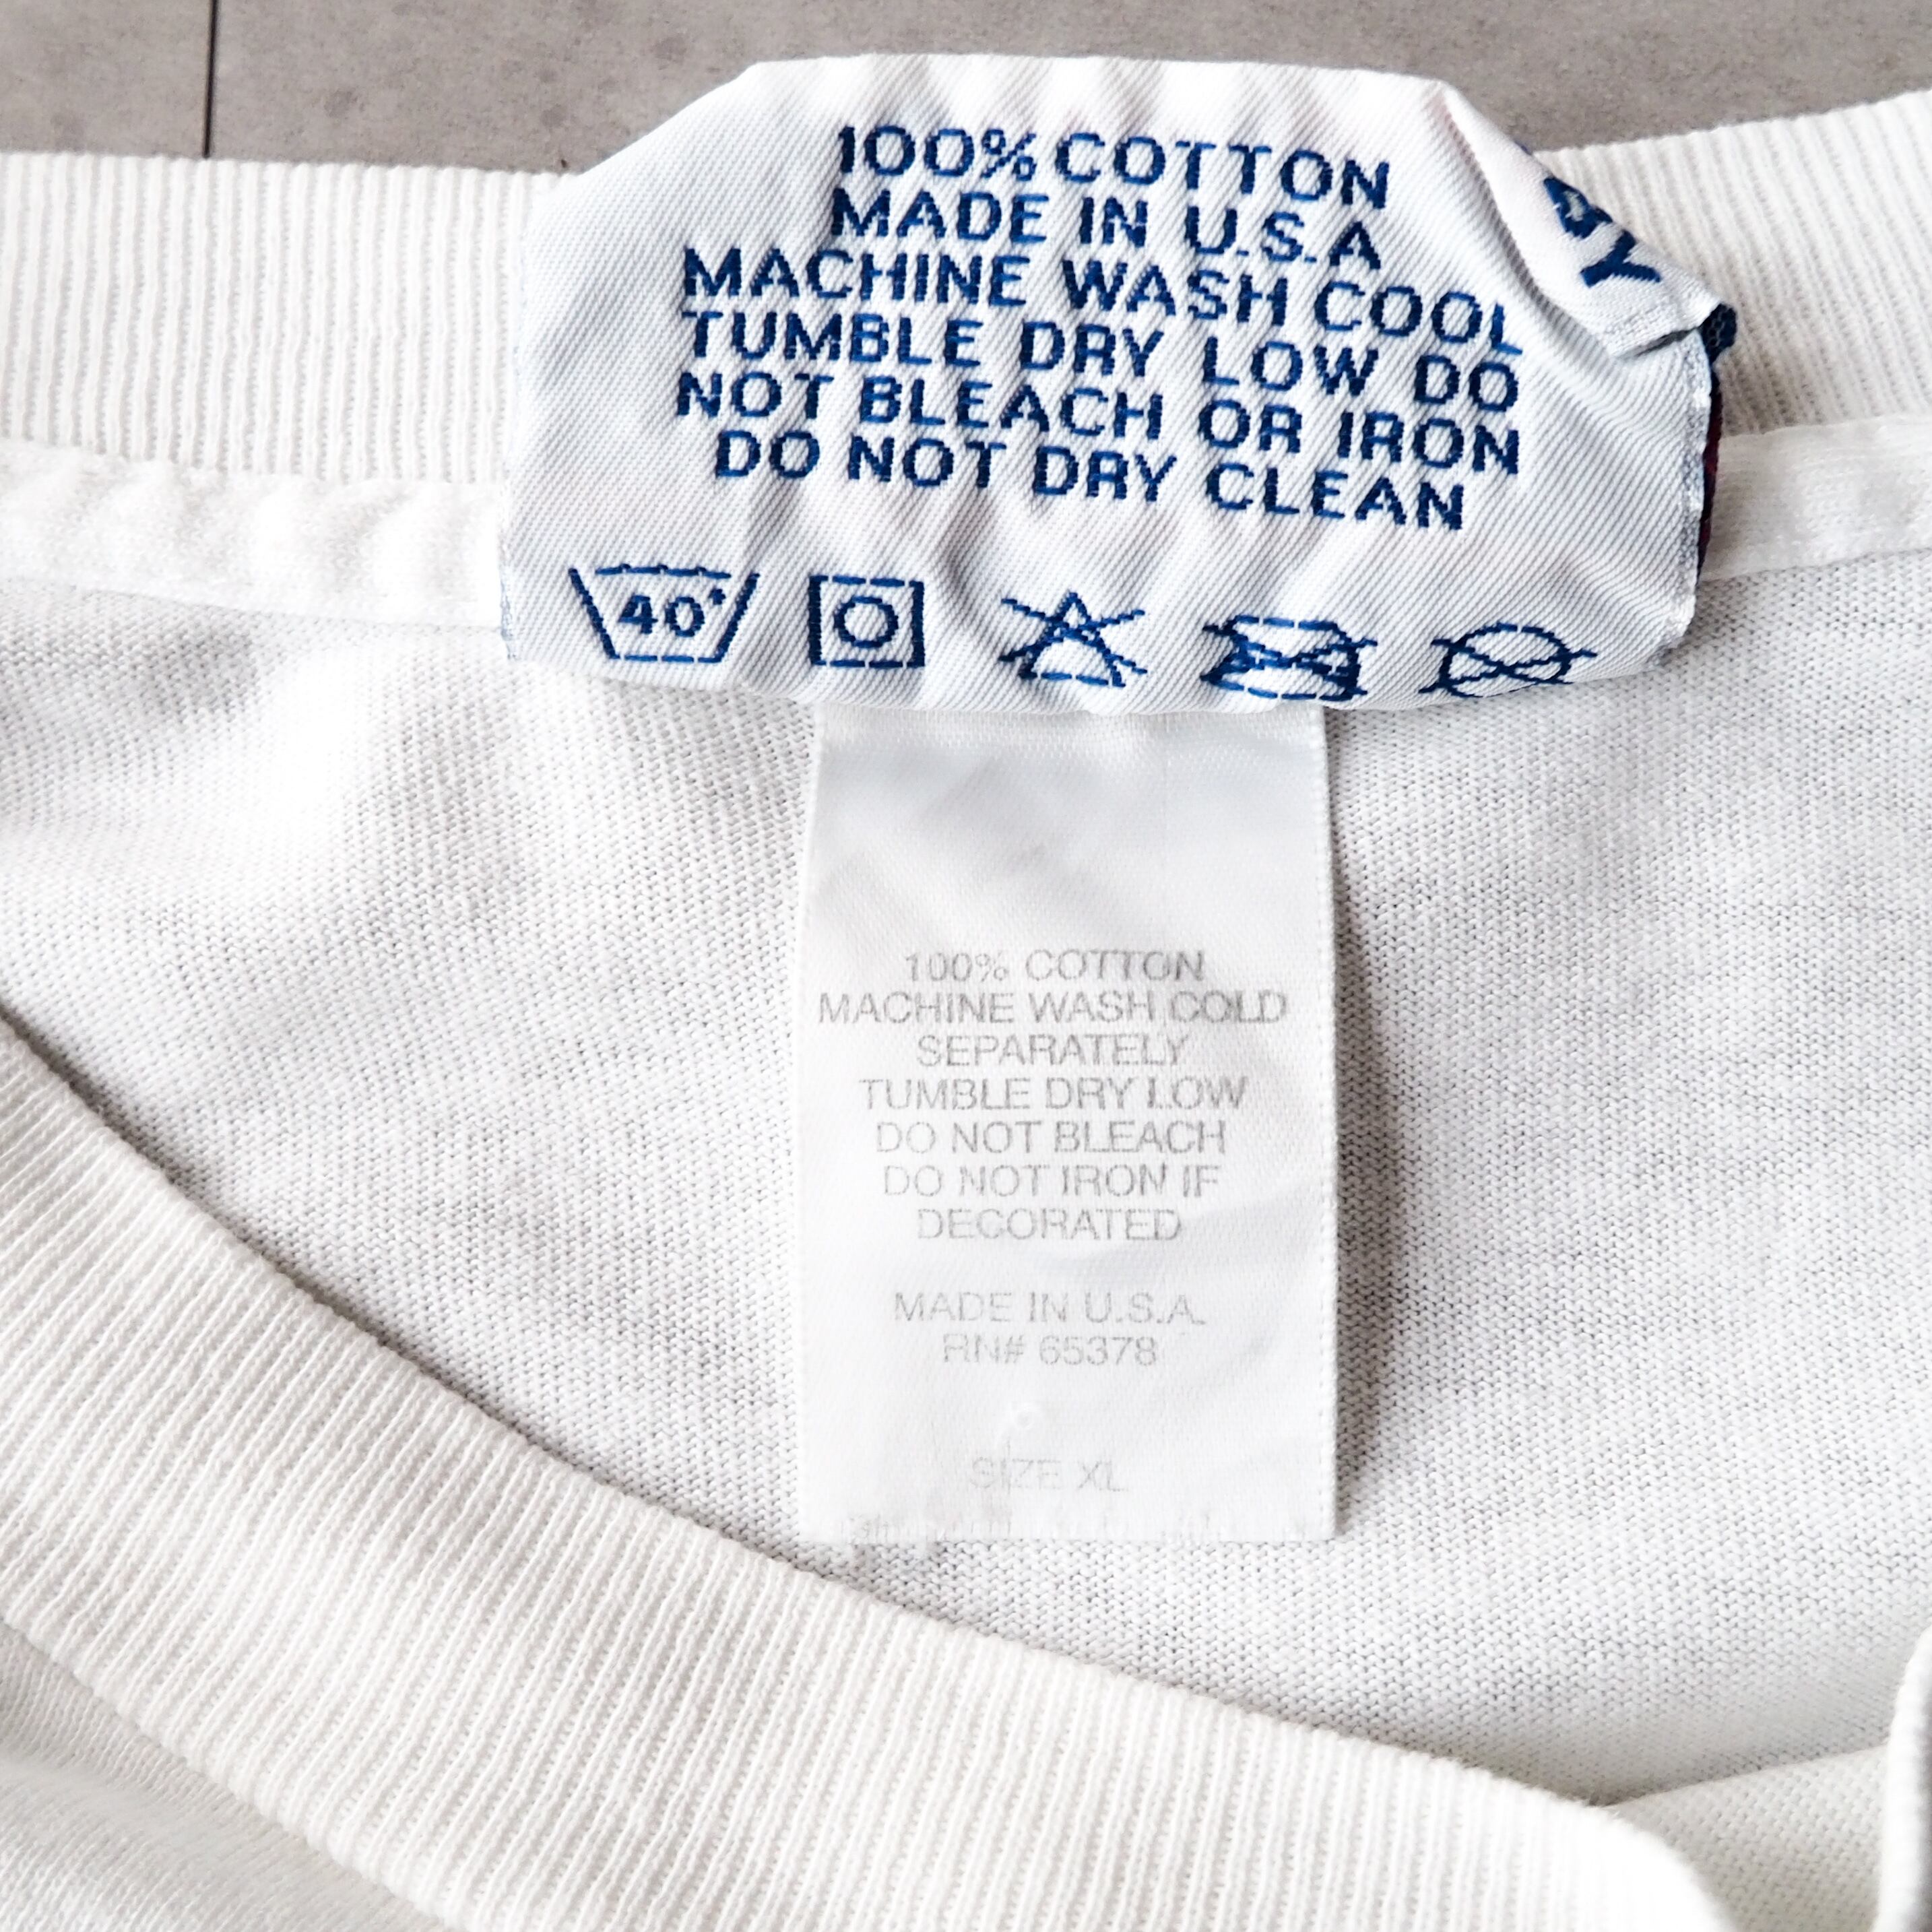 100% COTTON
MADE IN U.S.A
MACHINE WASH COOL
TUMBLE DRY LOW DO
NOT BLEACH OR IRON
DO NOT DRY CLEAN
40°
100% COTTON
MACHINE WASH COLD
SEPARATELY
TUMBLE DRY LOW
DO NOT BLEACH
DO NOT IRON IF
DECORATED
MADE IN U.S.A.
RN# 65378
SIZE XL